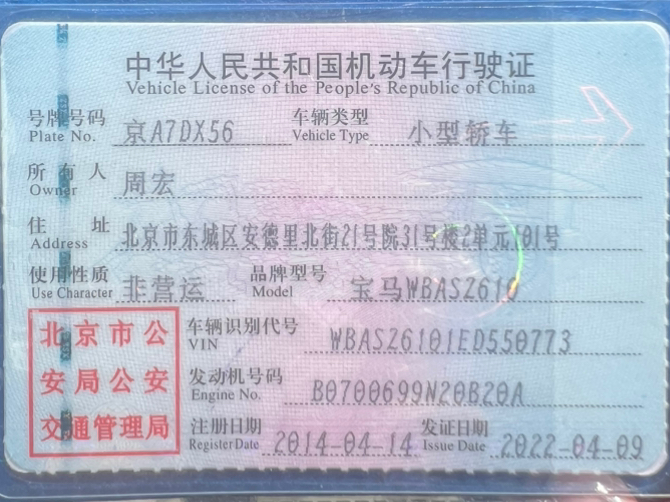 中华人民共和国机动车行驶证
Vehicle License of the People's Republic of China
号牌号码 京A7DX56 车辆类型 小型轿车
Plate No. Vehicle Type
所有人 周宏
Owner
住址 北京市东城区安德里北街21号院31号楼2单元101号
Address
使用性质 非营运 品牌型号 宝马WBASZ610
Use Character Model
北京市公
安局公安
交通管理局
车辆识别代号 WBASZ6101ED550773
VIN
发动机号码 B0700699N20B20A
Engine No.
注册日期 2014-04-14 发证日期 2022-04-09
Register Date Issue Date